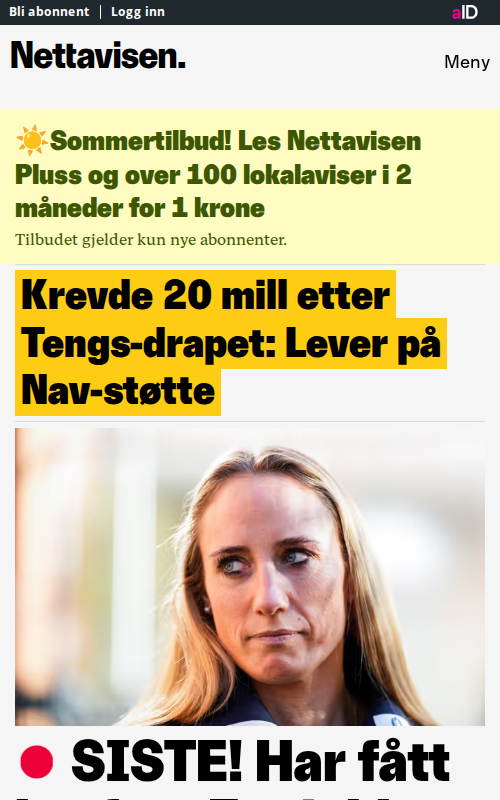 Bli abonnent | Logg inn
aID
Nettavisen.
Meny
☀️Sommertilbud! Les Nettavisen
Pluss og over 100 lokalaviser i 2
måneder for 1 krone
Tilbudet gjelder kun nye abonnenter.
Krevde 20 mill etter
Tengs-drapet: Lever på
Nav-støtte
SISTE! Har fått